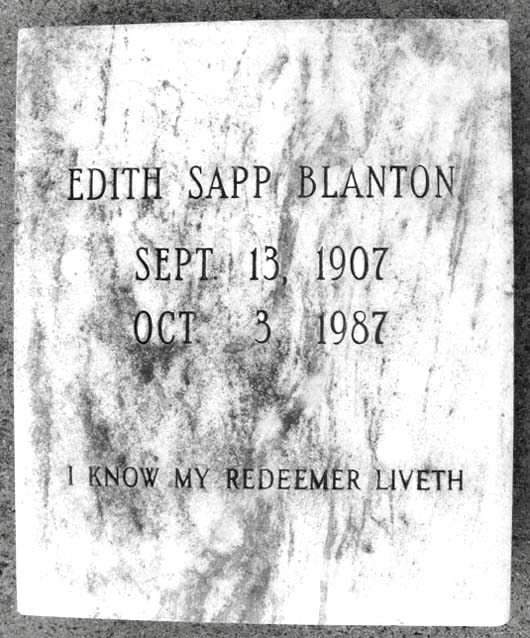 EDITH SAPP BLANTON
SEPT. 13, 1907
OCT 3 1987
I KNOW MY REDEEMER LIVETH